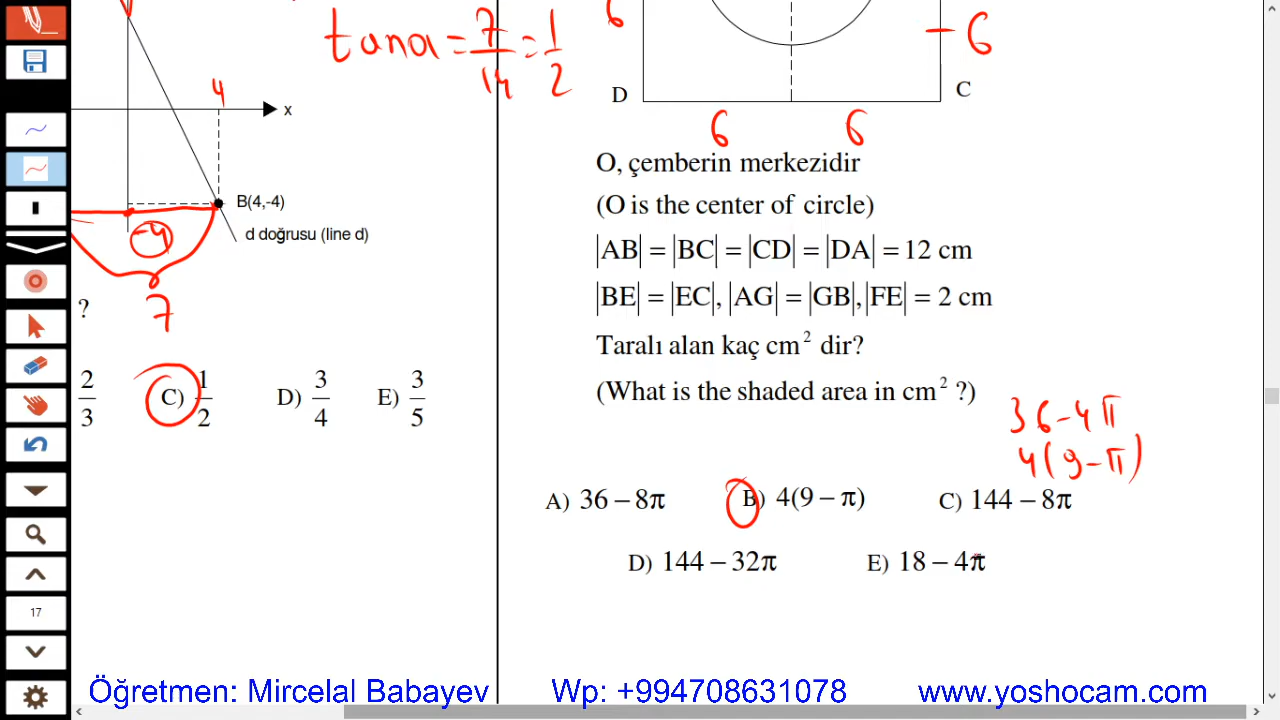 4
x
B(4,-4)
d doğrusu (line d)
-4
7
?
2/3
C) 1/2
D) 3/4
E) 3/5
tana = 7/14 = 1/2
6
- 6
D
C
6 6
O, çemberin merkezidir
(O is the center of circle)
|AB| = |BC| = |CD| = |DA| = 12 cm
|BE| = |EC|, |AG| = |GB|, |FE| = 2 cm
Taralı alan kaç cm² dir?
(What is the shaded area in cm² ?)
36 - 4π
4(9 - π)
A) 36 – 8π
B) 4(9 – π)
C) 144 – 8π
D) 144 – 32π
E) 18 – 4π
17
Öğretmen: Mircelal Babayev Wp: +994708631078 www.yoshocam.com